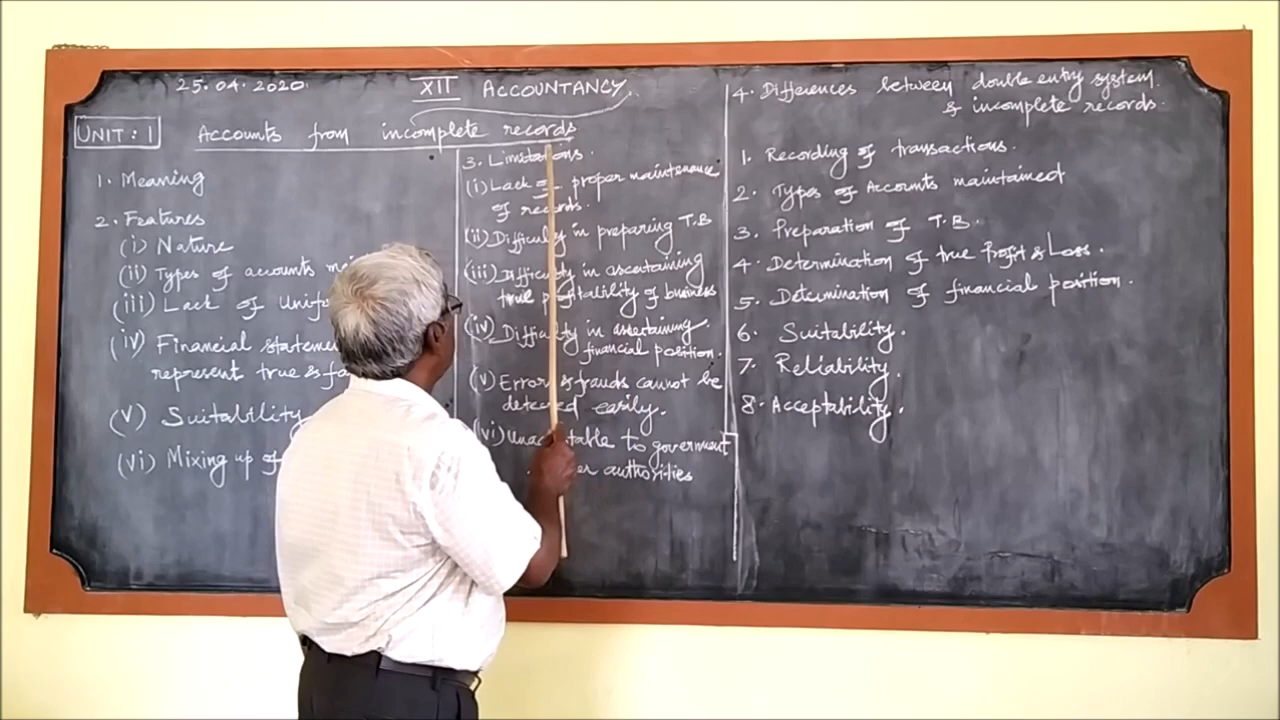 25.04.2020
XII ACCOUNTANCY.
UNIT: 1 Accounts from incomplete records
1. Meaning
2. Features
(i) Nature
(ii) Types of accounts
(iii) Lack of
(iv) Financial
represent true &
(v) Suitability
(vi) Mixing up of
3. Limitations.
(i) Lack of proper maintenance
of records.
(ii) Difficulty in preparing T.B
(iii) Difficulty in ascertaining
true profitability of business
(iv) Difficulty in ascertaining
financial position.
(v) Errors & frauds cannot be
detected easily.
(vi) to government
authorities
4. Differences between double entry system
& incomplete records.
1. Recording of transactions.
2. Types of Accounts maintained
3. Preparation of T.B.
4. Determination of true Profit & Loss.
5. Determination of financial position.
6. Suitability.
7. Reliability.
8. Acceptability.